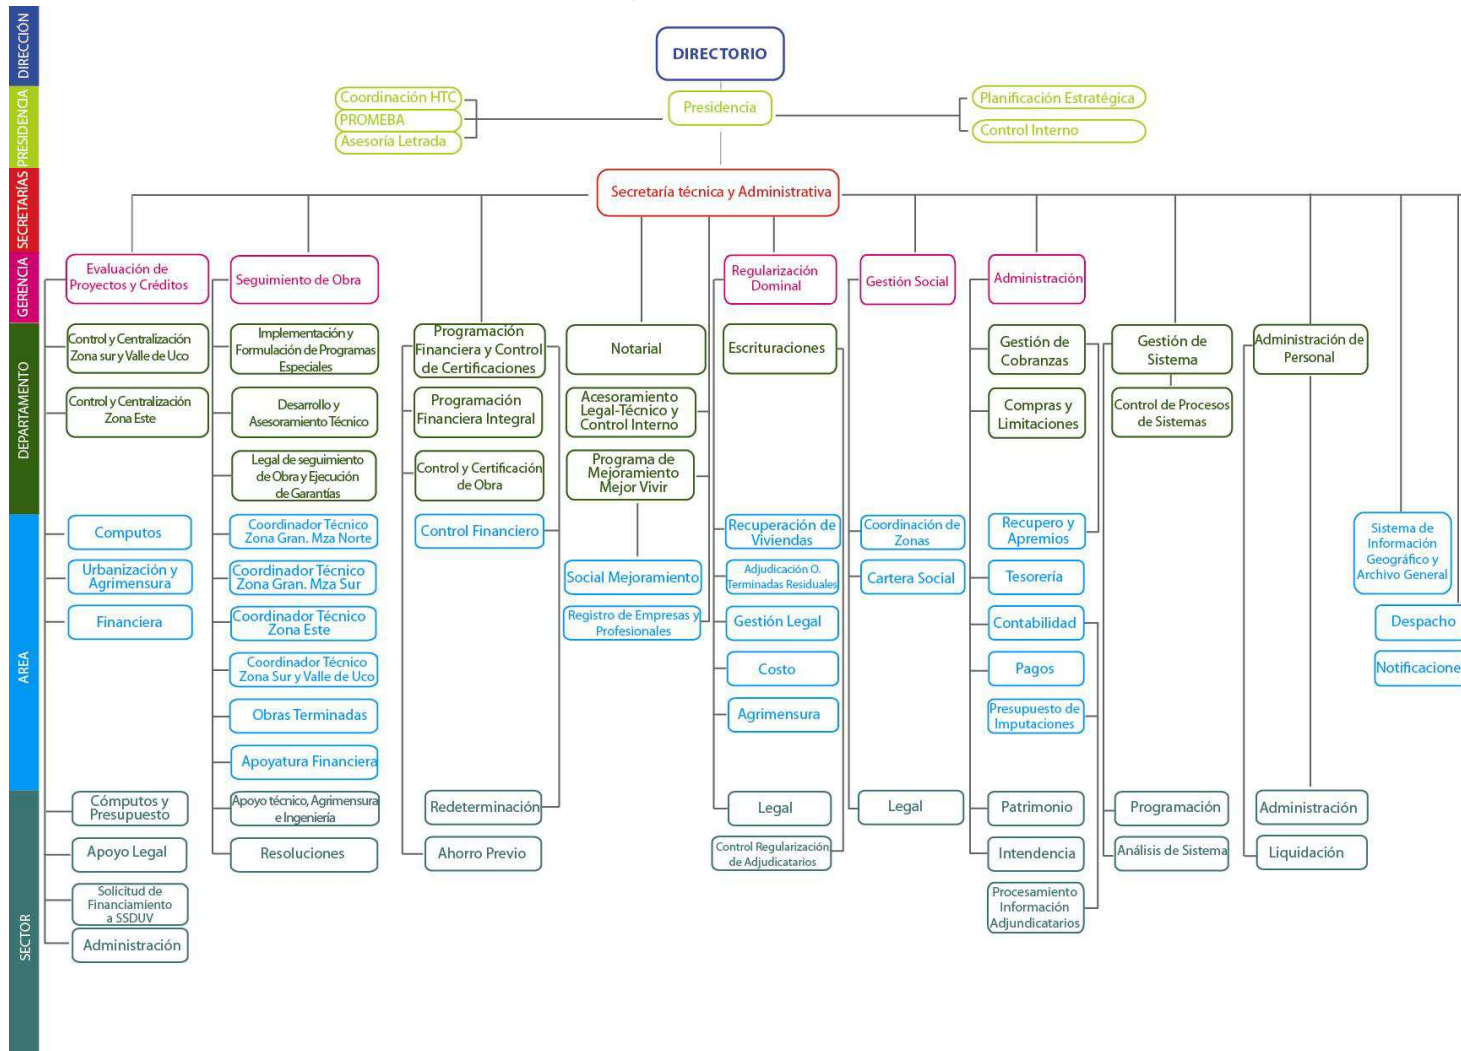 DIRECCIÓN
PRESIDENCIA
SECRETARÍAS
GERENCIA
DEPARTAMENTO
AREA
SECTOR
DIRECTORIO
Presidencia
Coordinación HTC
PROMEBA
Asesoría Letrada
Planificación Estratégica
Control Interno
Secretaría técnica y Administrativa
Evaluación de
Proyectos y Créditos
Seguimiento de Obra
Regularización
Dominal
Gestión Social
Administración
Control y Centralización
Zona sur y Valle de Uco
Control y Centralización
Zona Este
Implementación y
Formulación de Programas
Especiales
Desarrollo y
Asesoramiento Técnico
Legal de seguimiento
de Obra y Ejecución
de Garantías
Programación
Financiera y Control
de Certificaciones
Programación
Financiera Integral
Control y Certificación
de Obra
Notarial
Acesoramiento
Legal-Técnico y
Control Interno
Programa de
Mejoramiento
Mejor Vivir
Escrituraciones
Gestión de
Cobranzas
Compras y
Limitaciones
Gestión de
Sistema
Control de Procesos
de Sistemas
Administración de
Personal
Computos
Urbanización y
Agrimensura
Financiera
Coordinador Técnico
Zona Gran. Mza Norte
Coordinador Técnico
Zona Gran. Mza Sur
Coordinador Técnico
Zona Este
Coordinador Técnico
Zona Sur y Valle de Uco
Obras Terminadas
Apoyatura Financiera
Control Financiero
Social Mejoramiento
Registro de Empresas y
Profesionales
Recuperación de
Viviendas
Adjudicación O.
Terminadas Residuales
Gestión Legal
Costo
Agrimensura
Coordinación de
Zonas
Cartera Social
Recupero y
Apremios
Tesorería
Contabilidad
Pagos
Presupuesto de
Imputaciones
Sistema de
Información
Geográfico y
Archivo General
Despacho
Notificacione
Cómputos y
Presupuesto
Apoyo Legal
Solicitud de
Financiamiento
a SSDUV
Administración
Apoyo técnico, Agrimensura
e Ingeniería
Resoluciones
Redeterminación
Ahorro Previo
Legal
Control Regularización
de Adjudicatarios
Legal
Patrimonio
Intendencia
Procesamiento
Información
Adjundicatarios
Programación
Análisis de Sistema
Administración
Liquidación